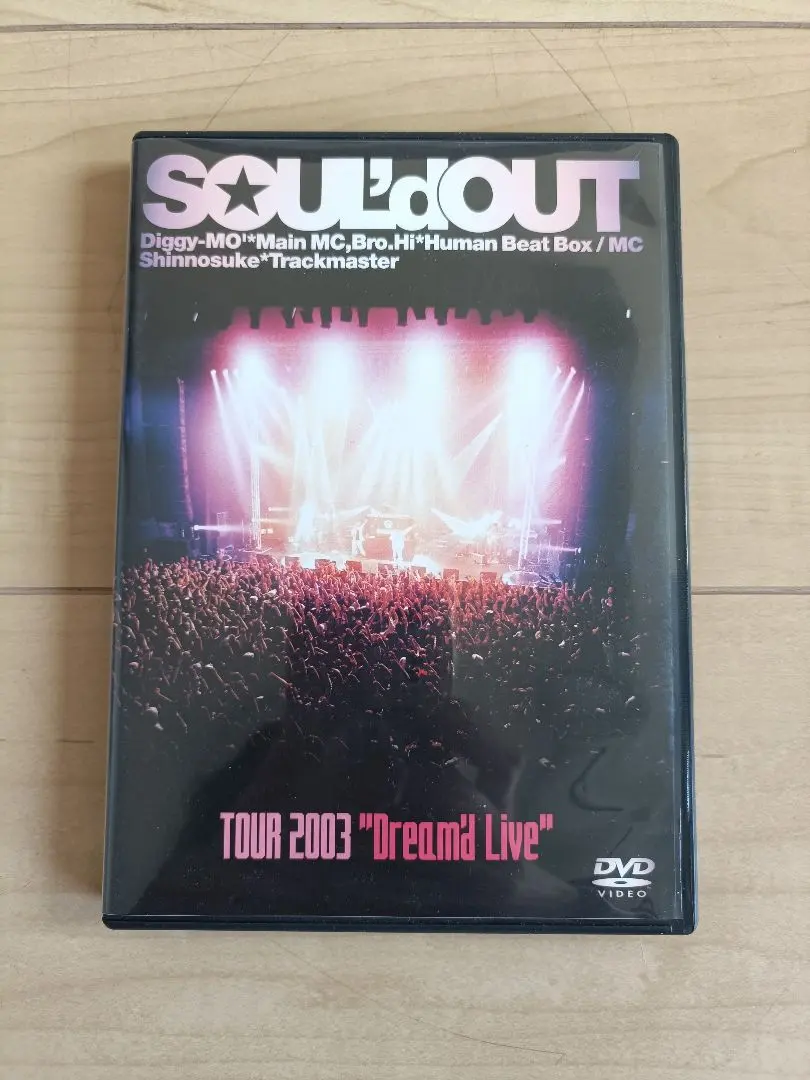 SOUL'dOUT
Diggy-MO'*Main MC,Bro.Hi*Human Beat Box / MC
Shinnosuke*Trackmaster
TOUR 2003 "Dream'd Live"
DVD
VIDEO